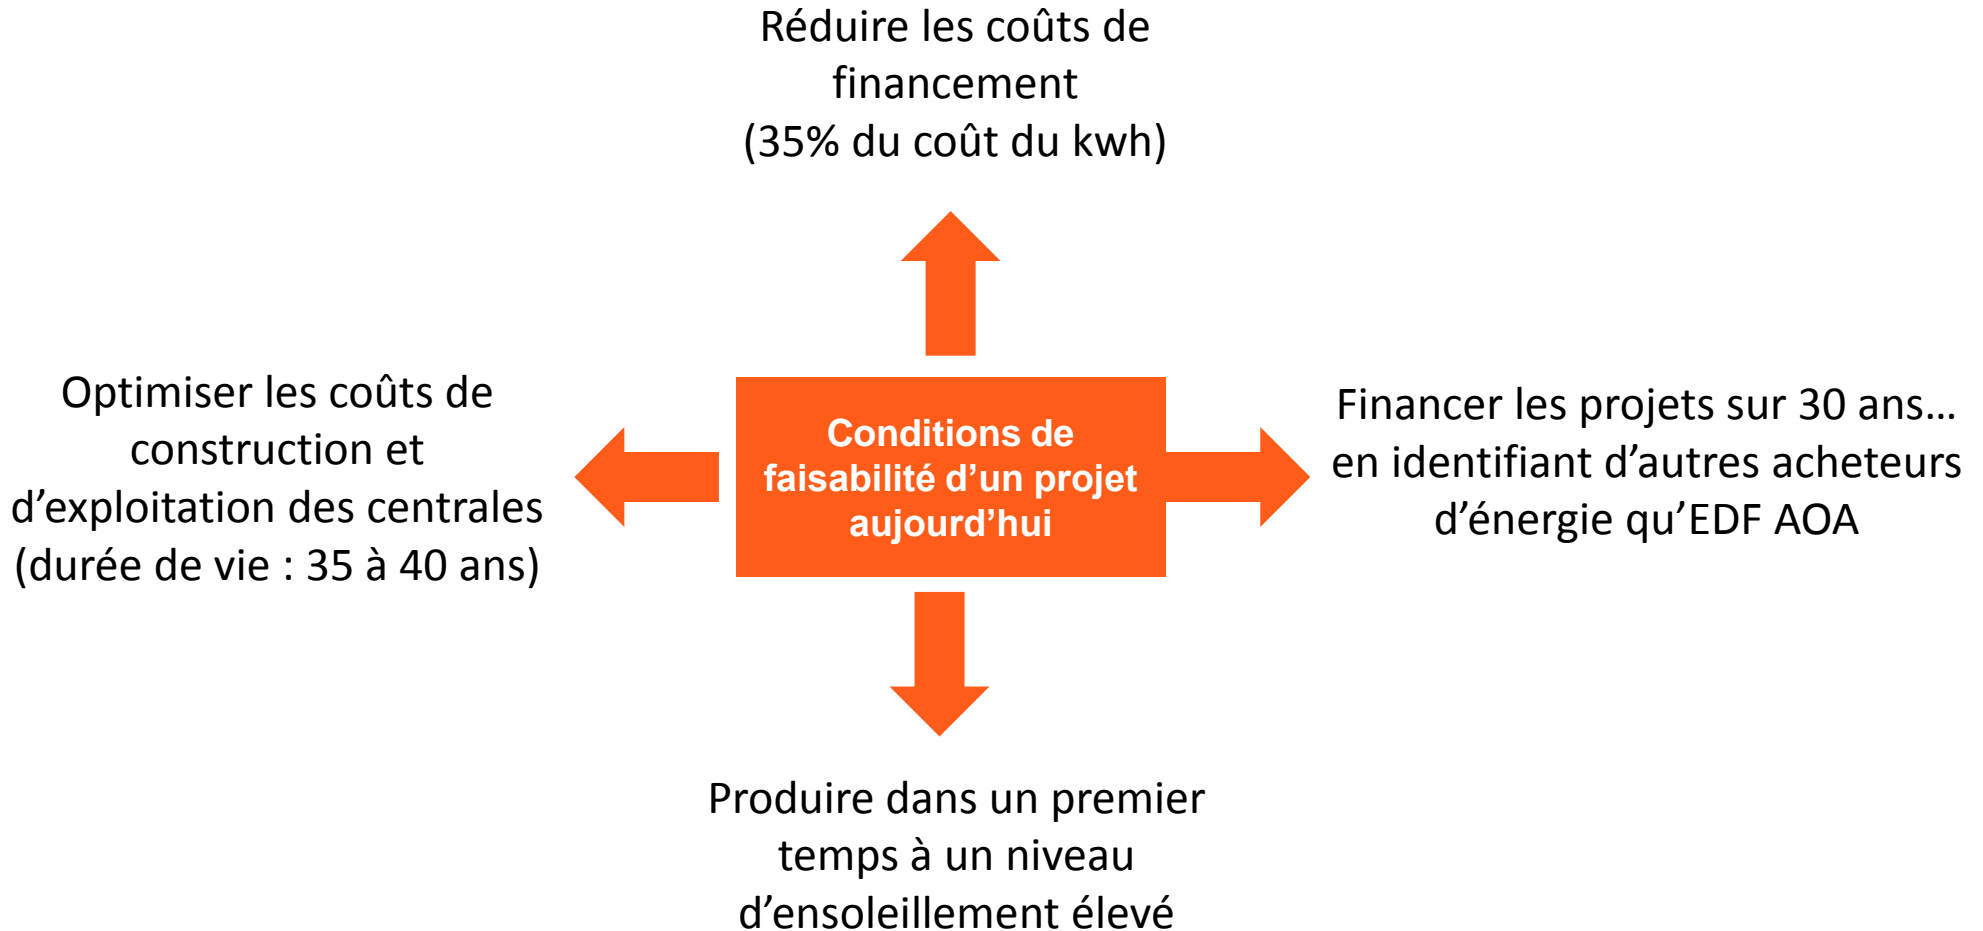 Réduire les coûts de
financement
(35% du coût du kwh)
Optimiser les coûts de
construction et
d’exploitation des centrales
(durée de vie : 35 à 40 ans)
Conditions de
faisabilité d’un projet
aujourd’hui
Financer les projets sur 30 ans…
en identifiant d’autres acheteurs
d’énergie qu’EDF AOA
Produire dans un premier
temps à un niveau
d’ensoleillement élevé